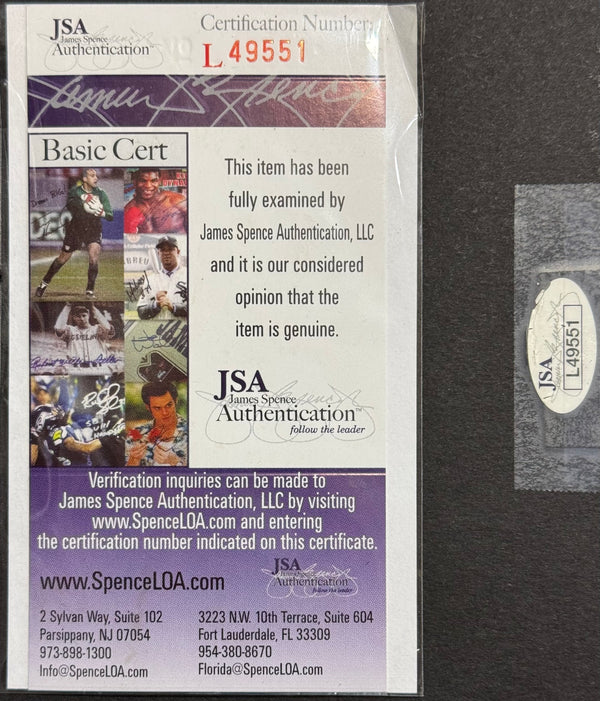 JSA
James Spence
Authentication
Certification Number:
L 49551
James Spence
Basic Cert
This item has been
fully examined by
James Spence Authentication, LLC
and it is our considered
opinion that the
item is genuine.
JSA
James Spence
Authentication™
follow the leader
Verification inquiries can be made to
James Spence Authentication, LLC by visiting
www.SpenceLOA.com and entering
the certification number indicated on this certificate.
www.SpenceLOA.com
JSA
James Spence
Authentication
follow the leader
2 Sylvan Way, Suite 102
Parsippany, NJ 07054
973-898-1300
Info@SpenceLOA.com
3223 N.W. 10th Terrace, Suite 604
Fort Lauderdale, FL 33309
954-380-8670
Florida@SpenceLOA.com
JSA
L49551